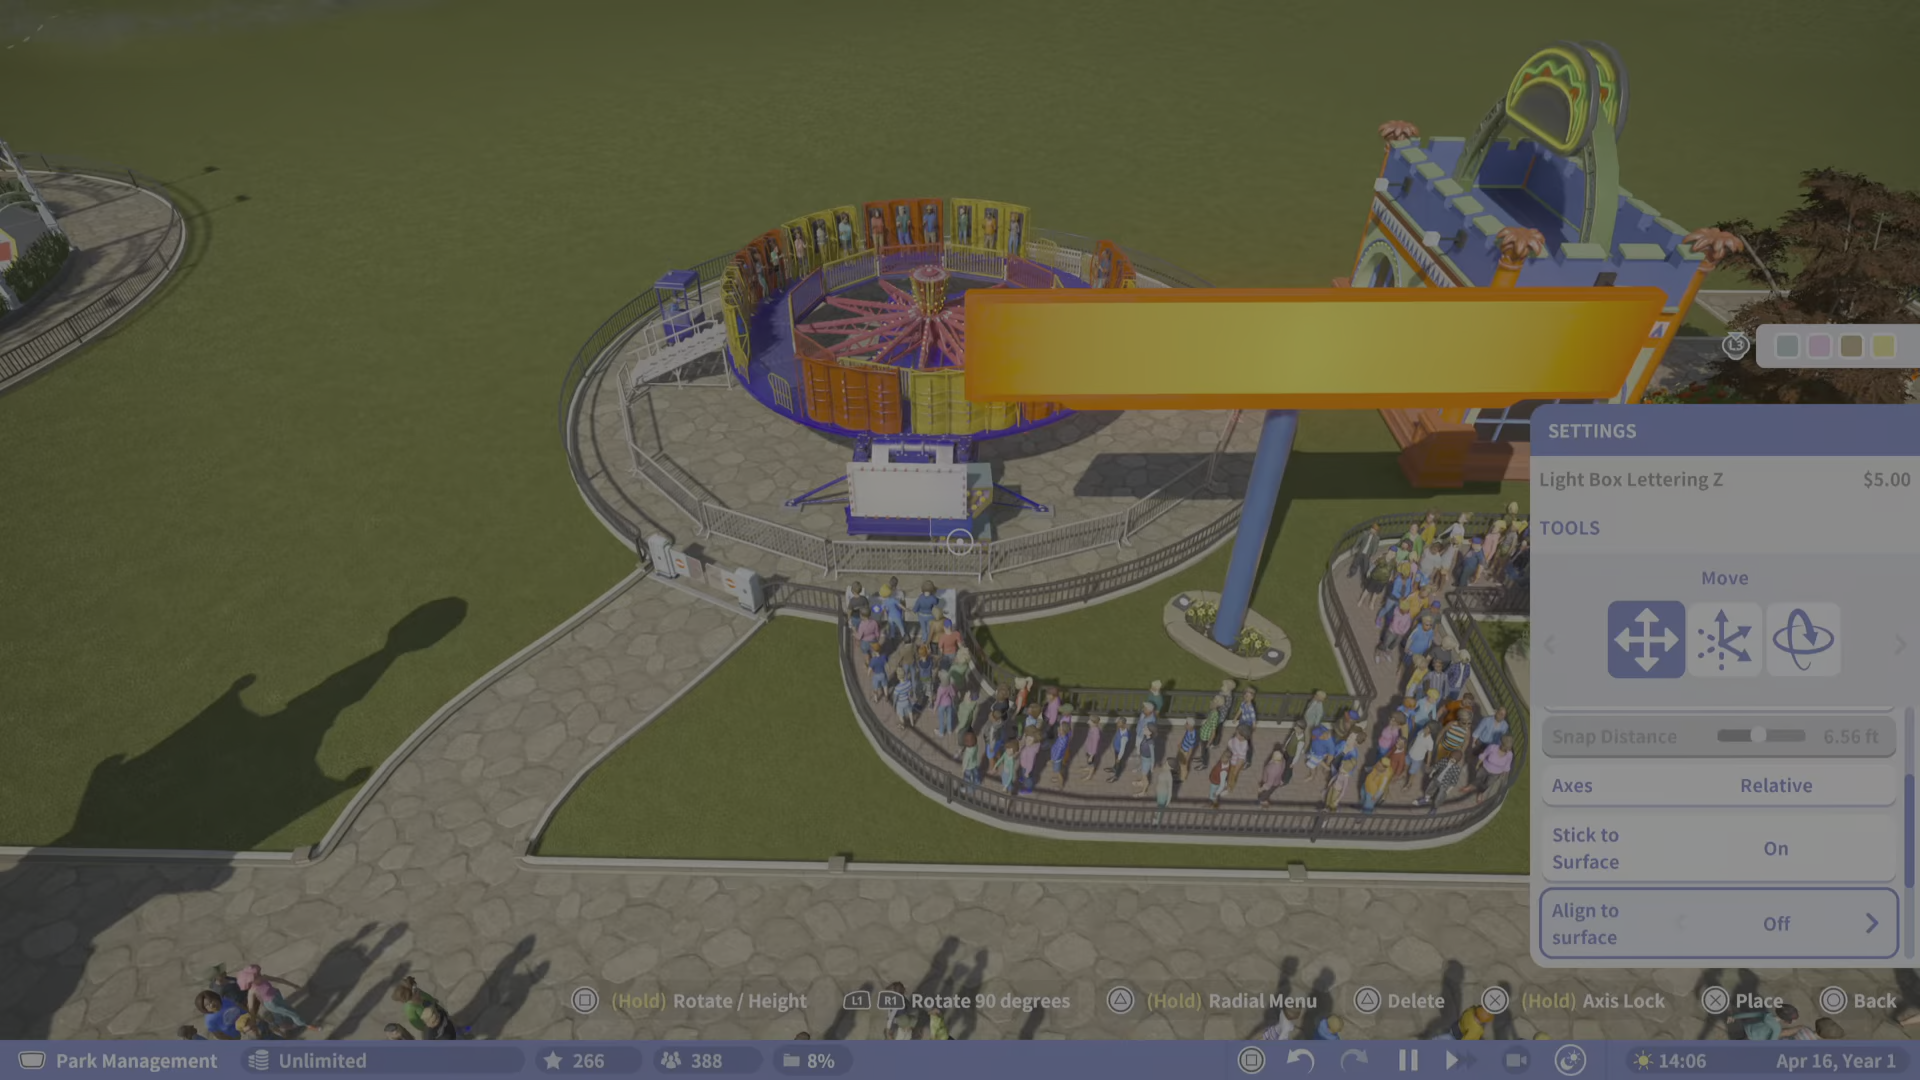 L3
SETTINGS
Light Box Lettering Z $5.00
TOOLS
Move
Snap Distance 6.56 ft
Axes Relative
Stick to
Surface On
Align to
surface Off
(Hold) Rotate / Height L1 R1 Rotate 90 degrees (Hold) Radial Menu Delete (Hold) Axis Lock Place Back
Park Management Unlimited 266 388 8% 14:06 Apr 16, Year 1